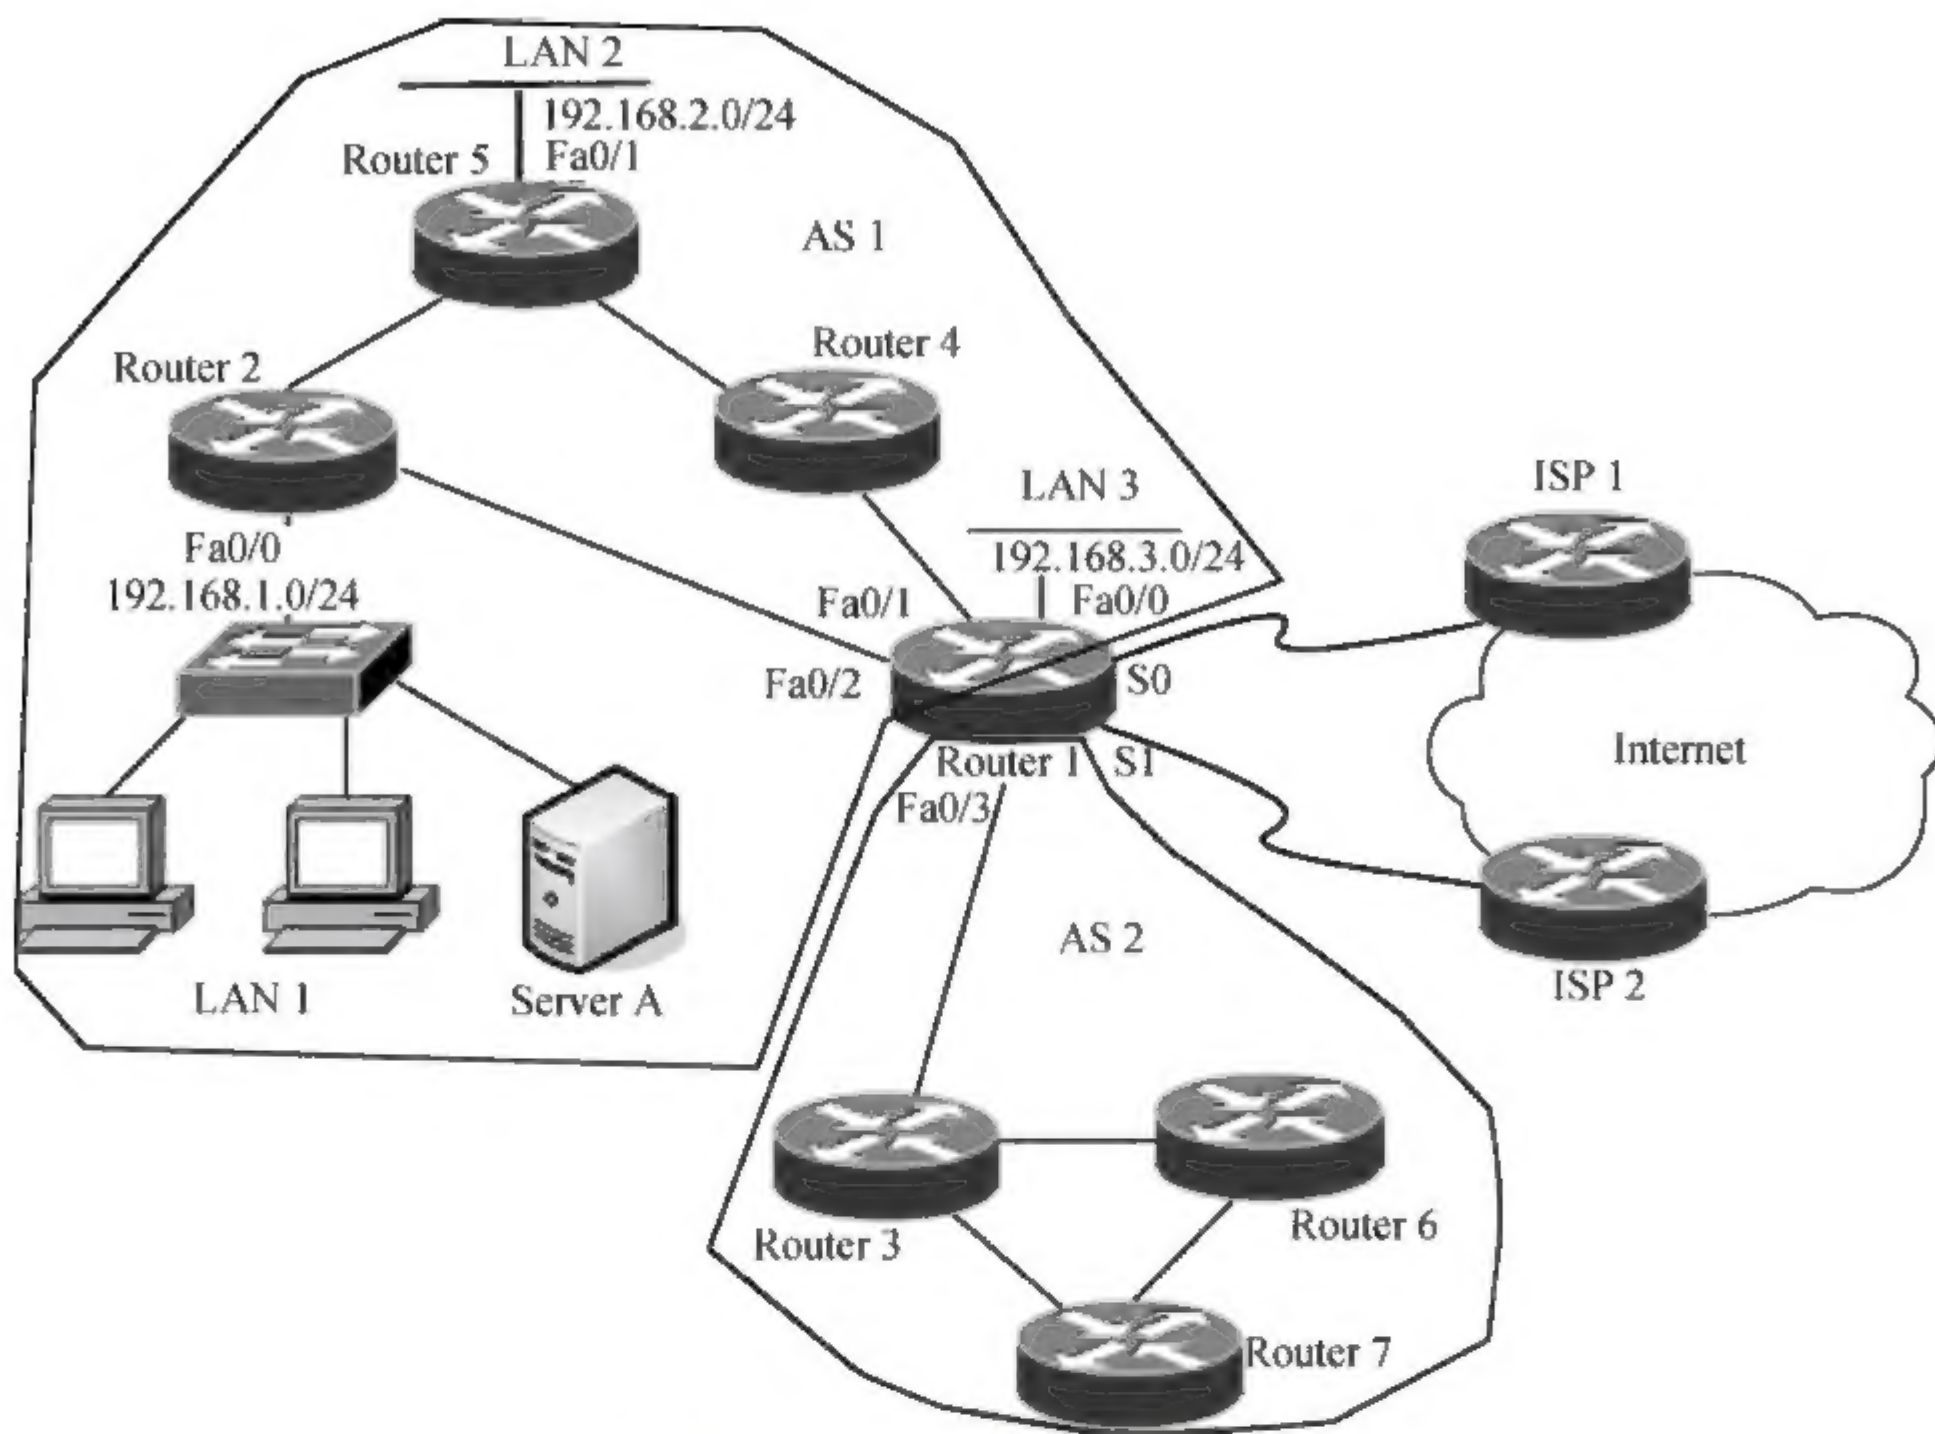 LAN 2
192.168.2.0/24
Router 5
Fa0/1
AS 1
Router 4
Router 2
LAN 3
192.168.3.0/24
ISP 1
Fa0/0
192.168.1.0/24
Fa0/1
Fa0/0
Fa0/2
S0
Router 1
S1
Internet
Fa0/3
AS 2
LAN 1
Server A
ISP 2
Router 3
Router 6
Router 7